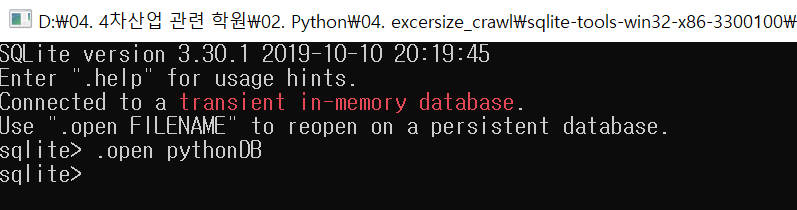 D:₩04. 4차산업 관련 학원₩02. Python₩04. excersize_crawl₩sqlite-tools-win32-x86-3300100₩
SQLite version 3.30.1 2019-10-10 20:19:45
Enter ".help" for usage hints.
Connected to a transient in-memory database.
Use ".open FILENAME" to reopen on a persistent database.
sqlite> .open pythonDB
sqlite>